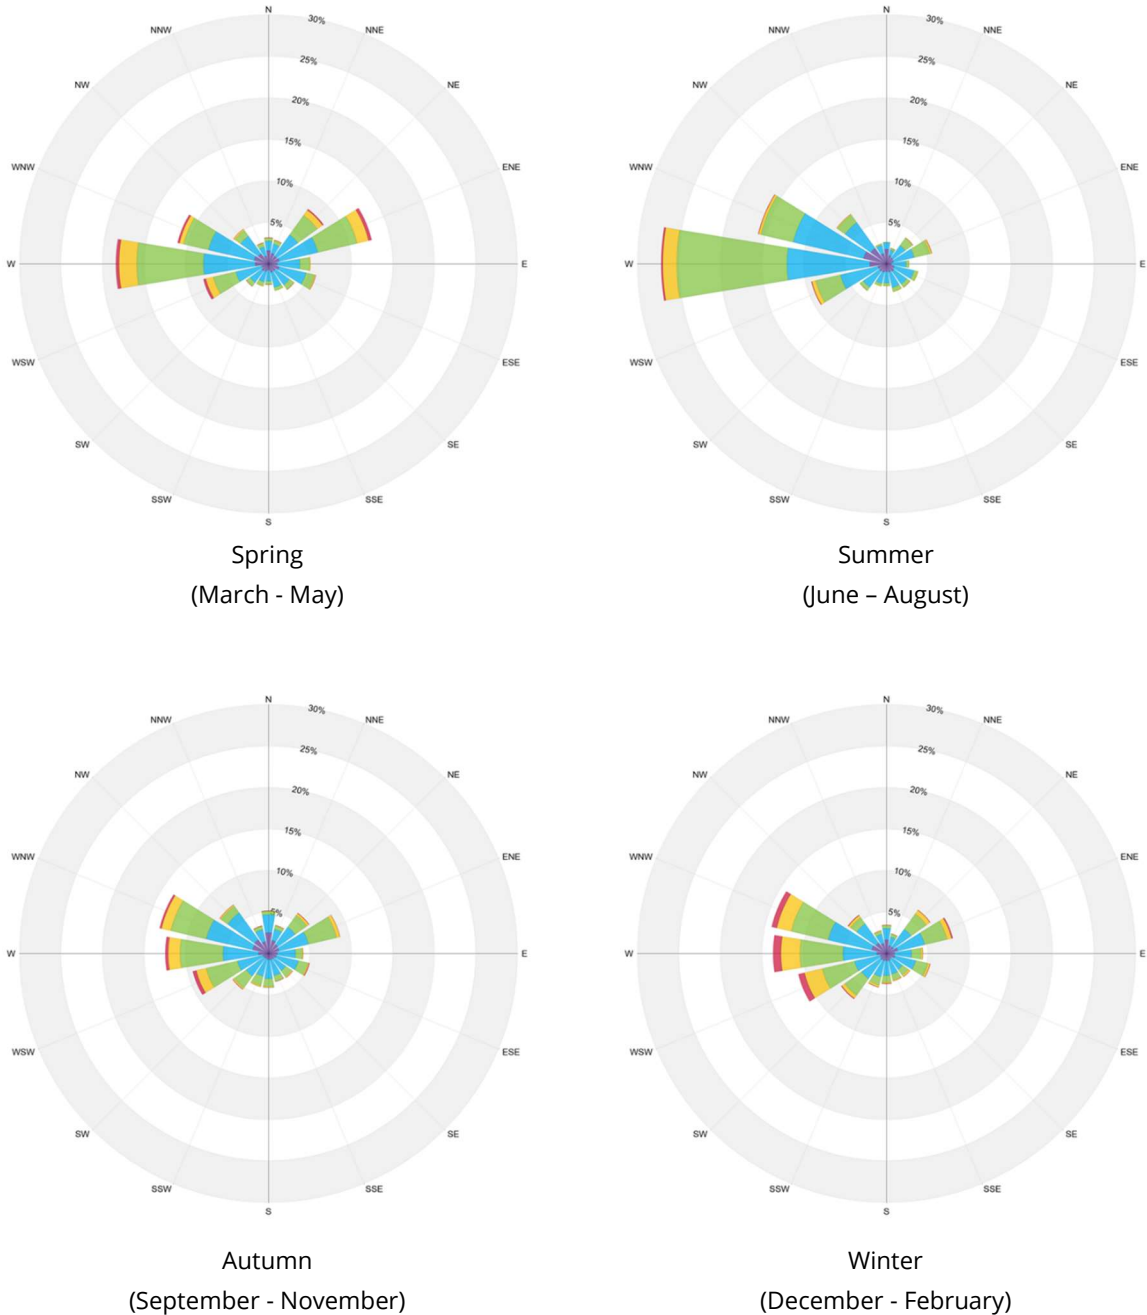 N N
30% 30%
NNW NNE NNW NNE
25% 25%
NW NE NW NE
20% 20%
15% 15%
WNW ENE WNW ENE
10% 10%
5% 5%
W E W E
WSW ESE WSW ESE
SW SE SW SE
SSW SSE SSW SSE
S S
Spring Summer
(March - May) (June – August)
N N
30% 30%
NNW NNE NNW NNE
25% 25%
NW NE NW NE
20% 20%
15% 15%
WNW ENE WNW ENE
10% 10%
5% 5%
W E W E
WSW ESE WSW ESE
SW SE SW SE
SSW SSE SSW SSE
S S
Autumn Winter
(September - November) (December - February)